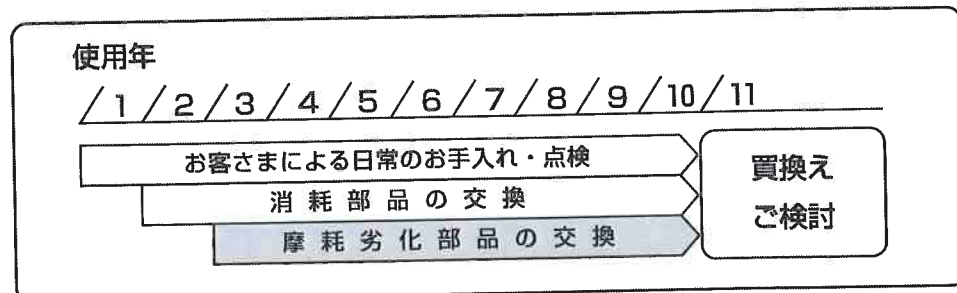 使用年
/1/2/3/4/5/6/7/8/9/10/11
お客さまによる日常のお手入れ・点検
消耗部品の交換
摩耗劣化部品の交換
買換え
ご検討